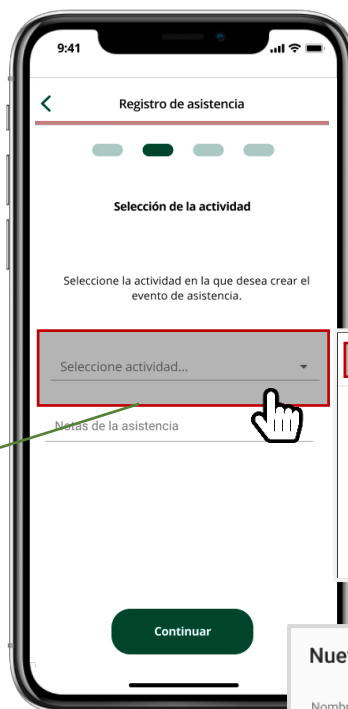 9:41
Registro de asistencia
Selección de la actividad
Seleccione la actividad en la que desea crear el
evento de asistencia.
Seleccione actividad...
Notas de la asistencia
Continuar